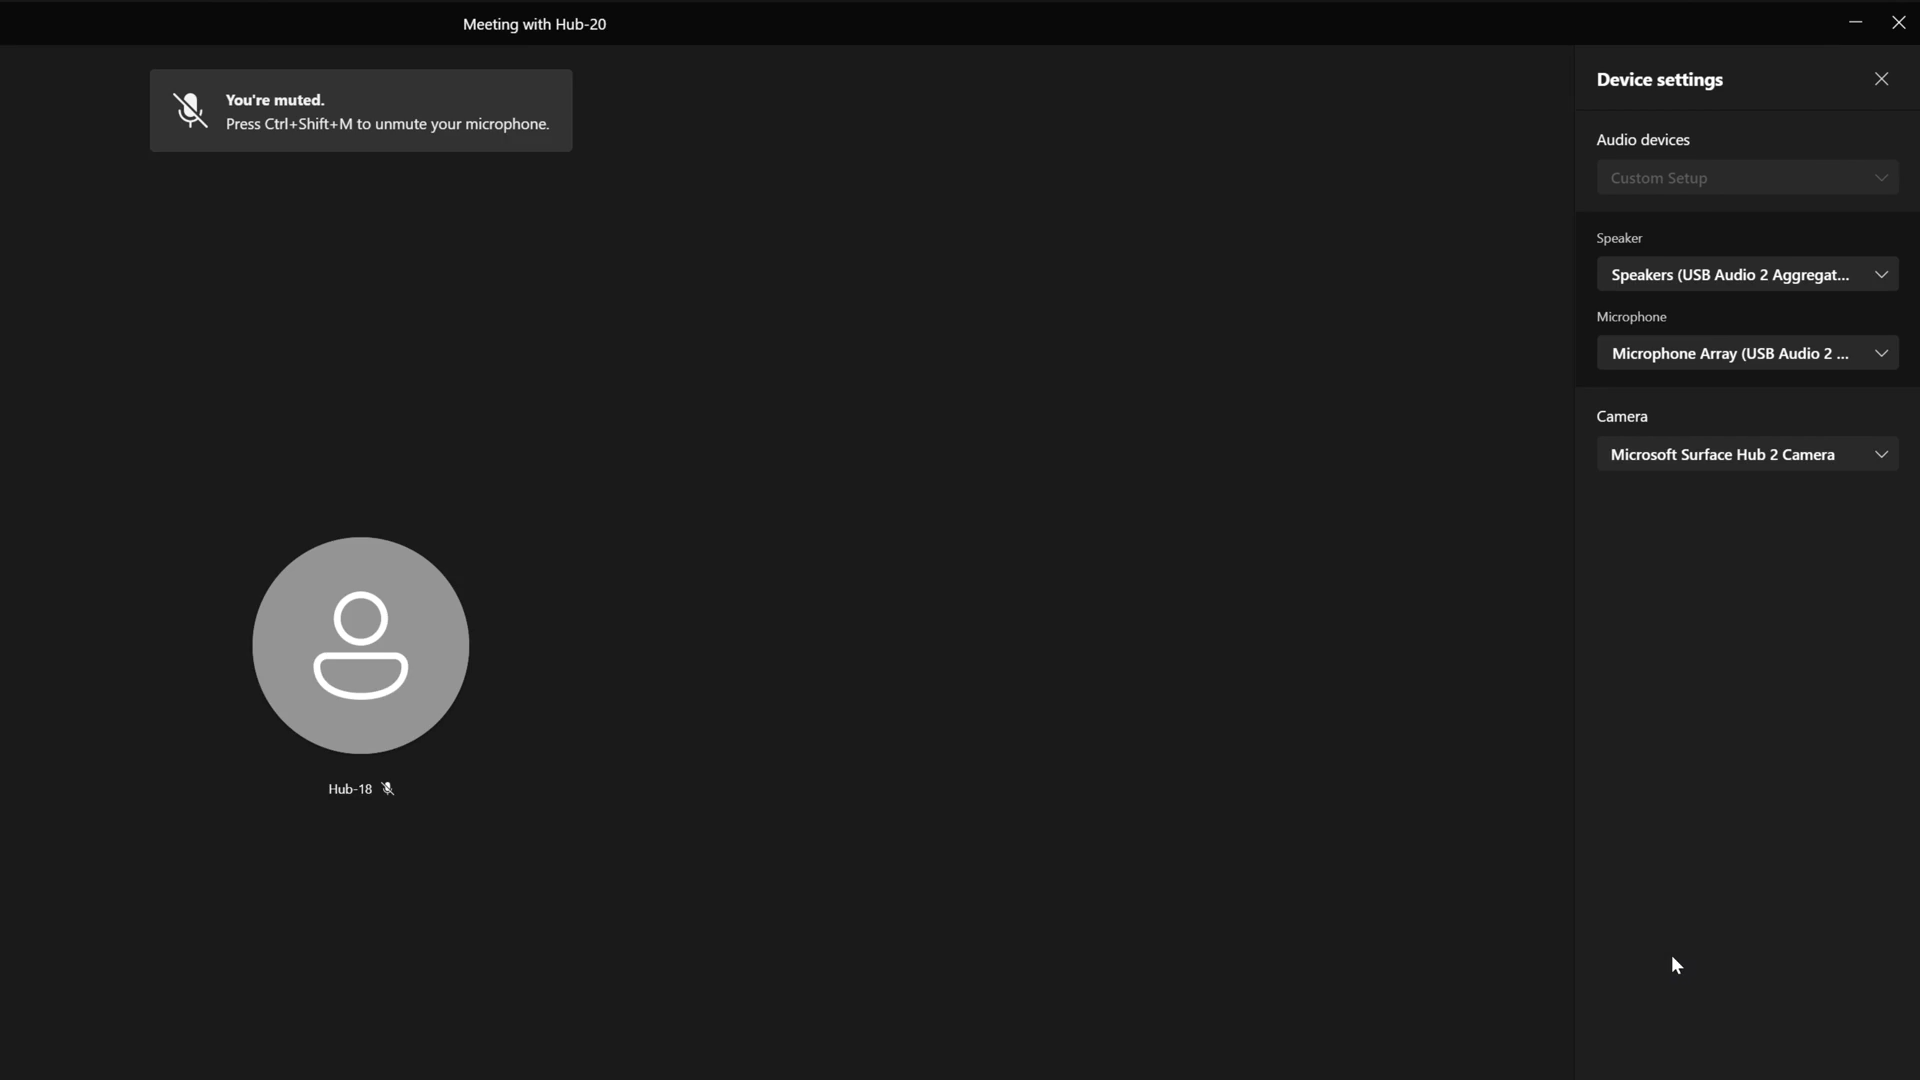 Meeting with Hub-20
You're muted.
Press Ctrl+Shift+M to unmute your microphone.
Hub-18
Device settings
Audio devices
Custom Setup
Speaker
Speakers (USB Audio 2 Aggregat...
Microphone
Microphone Array (USB Audio 2 ...
Camera
Microsoft Surface Hub 2 Camera